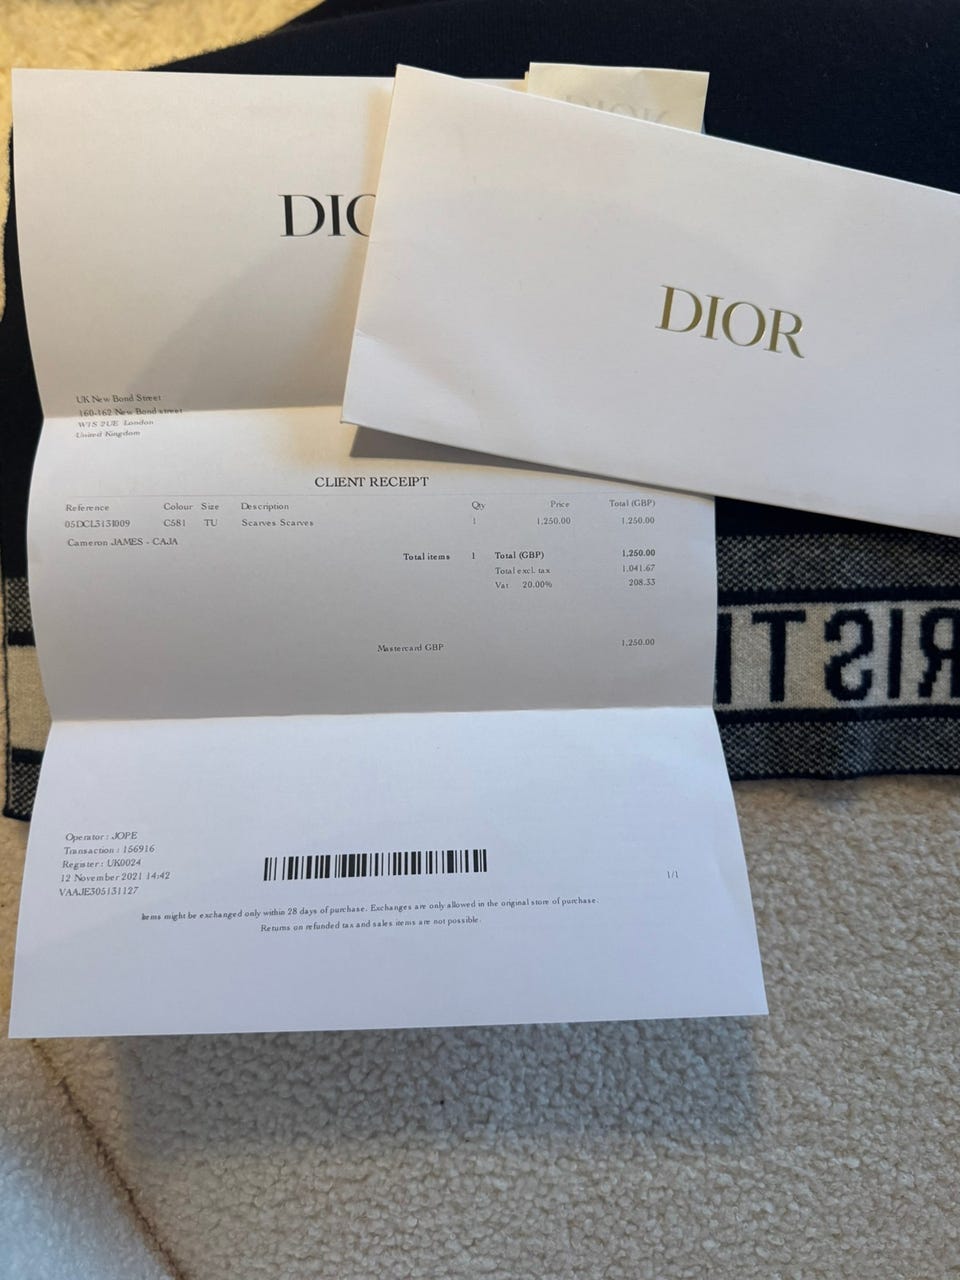 DIOR
DIO
DIOR
UK New Bond Street
160-162 New Bond street
W1S 2UE London
United Kingdom
CLIENT RECEIPT
Reference Colour Size Description Qty Price Total (GBP)
05DCL3131009 C581 TU Scarves Scarves 1 1,250.00 1,250.00
Cameron JAMES - CAJA
Total items 1 Total (GBP) 1,250.00
Total excl. tax 1,041.67
Vat 20.00% 208.33
Mastercard GBP 1,250.00
RISTI
Operator : JOPE
Transaction : 156916
Register : UK0024
12 November 2021 14:42
VAAJE305131127
1/1
Items might be exchanged only within 28 days of purchase. Exchanges are only allowed in the original store of purchase.
Returns on refunded tax and sales items are not possible.